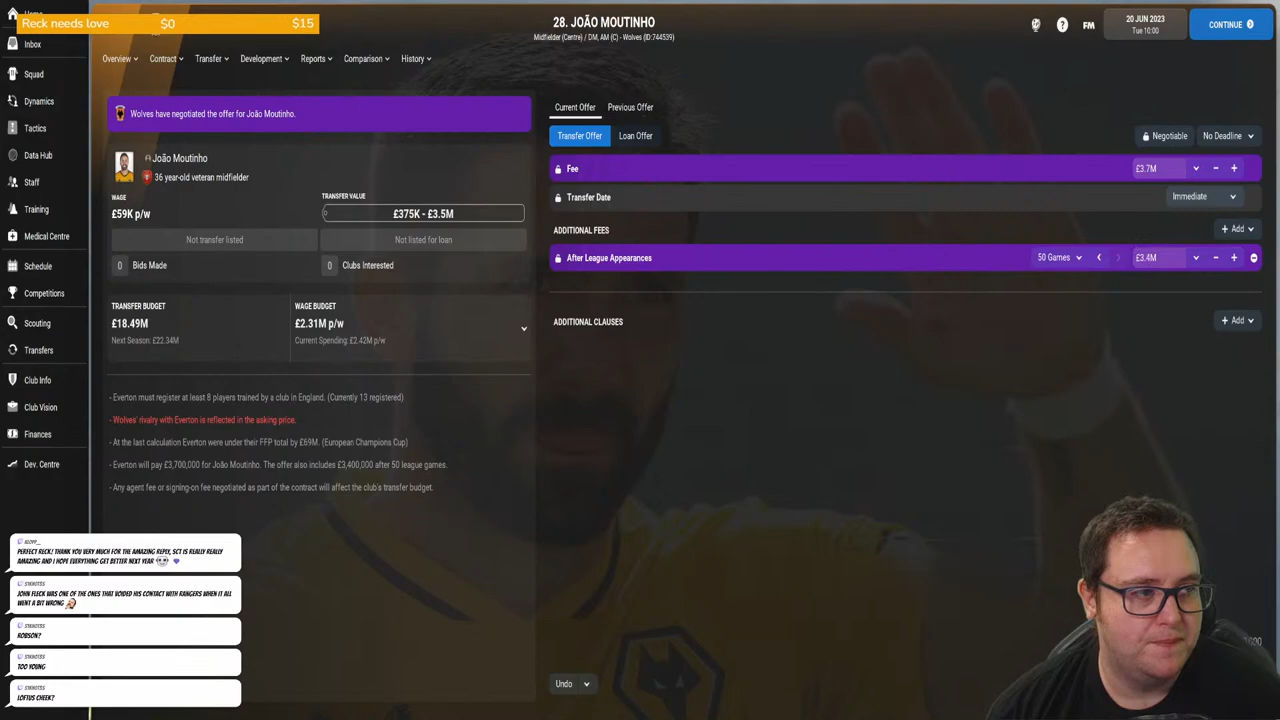 Home
Reck needs love $0 $15
28. JOÃO MOUTINHO
Midfielder (Centre) / DM, AM (C) - Wolves (ID:744539)
FM
20 JUN 2023
Tue 10:00
CONTINUE
Inbox
Squad
Dynamics
Tactics
Data Hub
Staff
Training
Medical Centre
Schedule
Competitions
Scouting
Transfers
Club Info
Club Vision
Finances
Dev. Centre
Overview Contract Transfer Development Reports Comparison History
Wolves have negotiated the offer for João Moutinho.
João Moutinho
36 year-old veteran midfielder
WAGE
£59K p/w
TRANSFER VALUE
£375K - £3.5M
Not transfer listed
Not listed for loan
0 Bids Made
0 Clubs Interested
TRANSFER BUDGET
£18.49M
Next Season: £22.34M
WAGE BUDGET
£2.31M p/w
Current Spending: £2.42M p/w
- Everton must register at least 8 players trained by a club in England. (Currently 13 registered)
- Wolves' rivalry with Everton is reflected in the asking price.
- At the last calculation Everton were under their FFP total by £69M. (European Champions Cup)
- Everton will pay £3,700,000 for João Moutinho. The offer also includes £3,400,000 after 50 league games.
- Any agent fee or signing-on fee negotiated as part of the contract will affect the club's transfer budget.
Current Offer Previous Offer
Transfer Offer Loan Offer
Negotiable No Deadline
Fee £3.7M
Transfer Date Immediate
ADDITIONAL FEES + Add
After League Appearances 50 Games £3.4M
ADDITIONAL CLAUSES + Add
Undo
PERFECT RECK! THANK YOU VERY MUCH FOR THE AMAZING REPLY, SCT IS REALLY REALLY
AMAZING AND I HOPE EVERYTHING GET BETTER NEXT YEAR
JOHN FLECK WAS ONE OF THE ONES THAT VOIDED HIS CONTACT WITH RANGERS WHEN IT ALL
WENT A BIT WRONG
ROBSON?
TOO YOUNG
LOFTUS CHEEK?